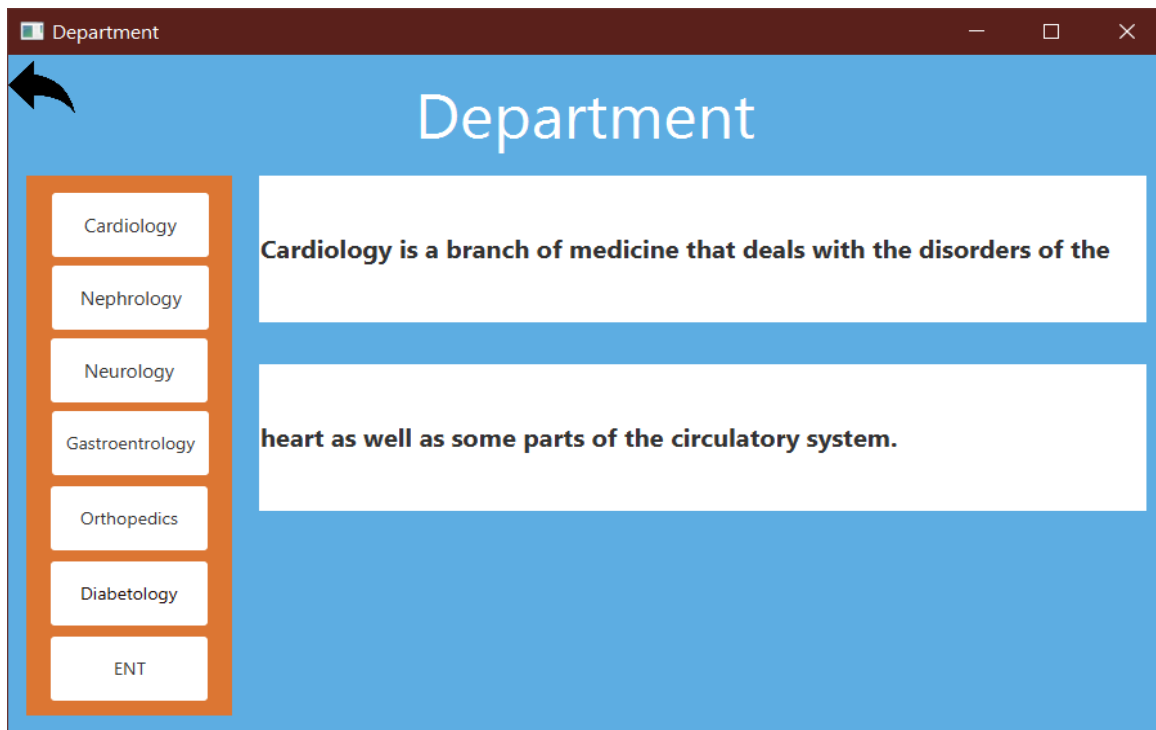 Department
Department
Cardiology
Nephrology
Neurology
Gastroentrology
Orthopedics
Diabetology
ENT
Cardiology is a branch of medicine that deals with the disorders of the
heart as well as some parts of the circulatory system.